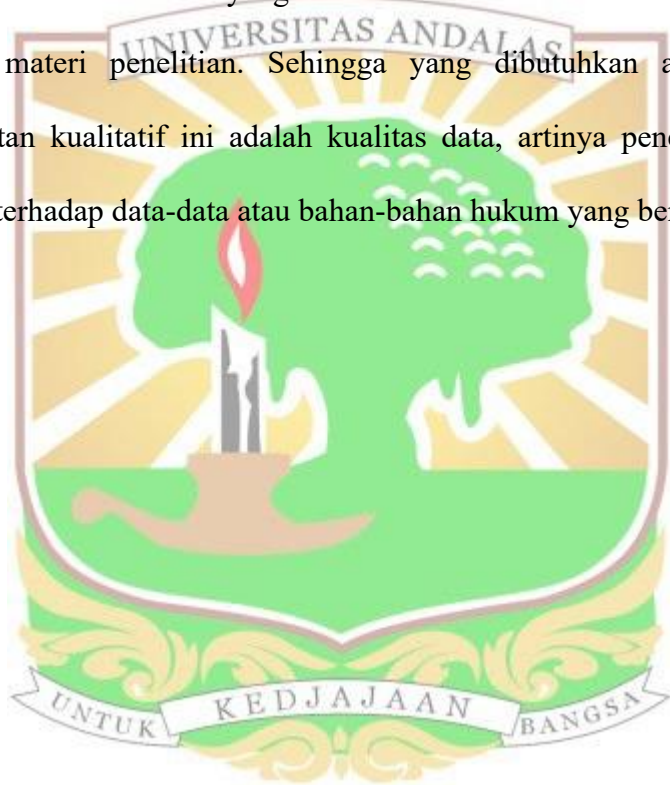 yang
UNIVERSITAS ANDALAS
materi penelitian. Sehingga yang dibutuhkan
kualitatif ini adalah kualitas data, artinya
terhadap data-data atau bahan-bahan hukum yang
UNTUK KEDJAJAAN BANGSA